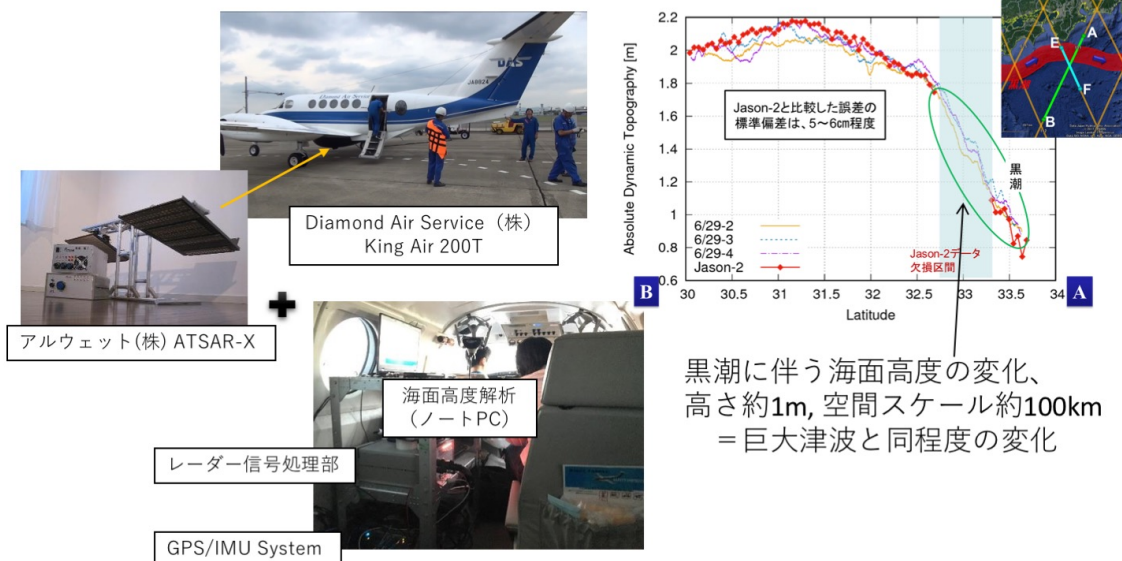 DAS
JA8824
Diamond Air Service
Diamond Air Service（株）
King Air 200T
アルウェット(株) ATSAR-X
海面高度解析
（ノートPC）
レーダー信号処理部
GPS/IMU System
Absolute Dynamic Topography [m]
2.2
2
1.8
1.6
1.4
1.2
1
0.8
0.6
Jason-2と比較した誤差の
標準偏差は、5～6㎝程度
黒潮
6/29-2
6/29-3
6/29-4
Jason-2
Jason-2データ
欠損区間
B
30
30.5
31
31.5
32
32.5
33
33.5
34
A
Latitude
A
E
F
B
黒潮
黒潮に伴う海面高度の変化、
高さ約1m, 空間スケール約100km
＝巨大津波と同程度の変化